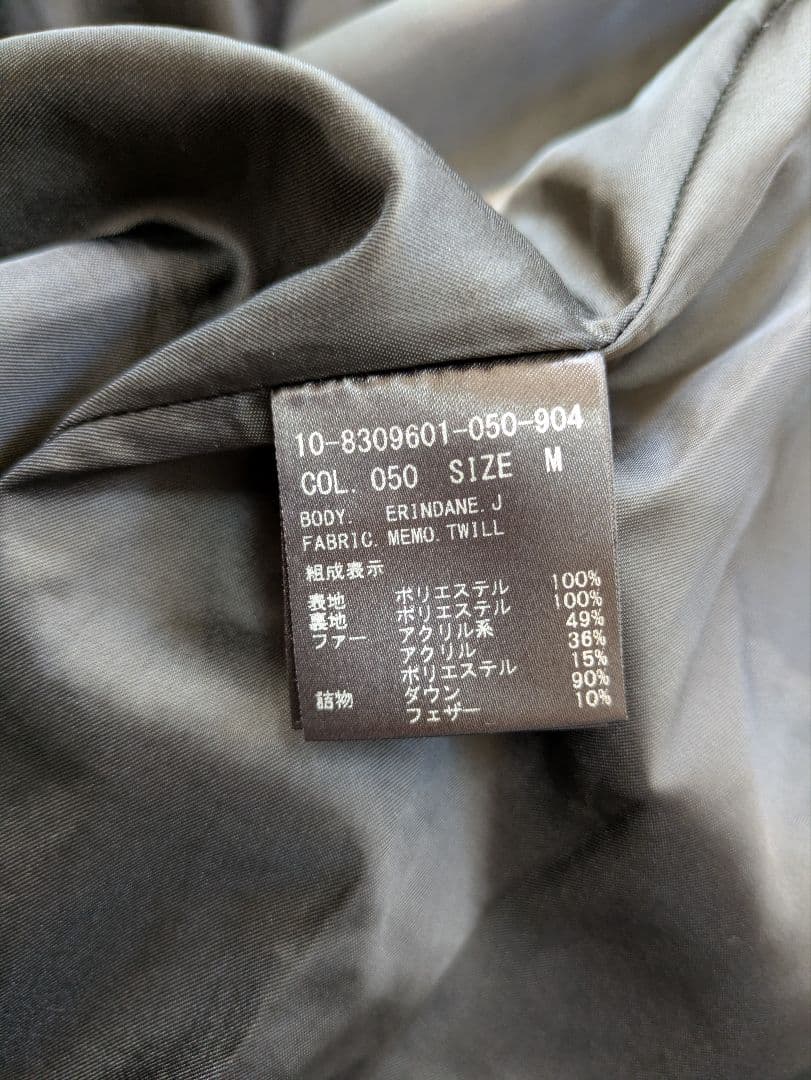 10-8309601-050-904
COL. 050 SIZE M
BODY. ERINDANE.J
FABRIC. MEMO.TWILL
組成表示
表地 ポリエステル 100%
裏地 ポリエステル 100%
ファー アクリル系 49%
アクリル 36%
ポリエステル 15%
詰物 ダウン 90%
フェザー 10%